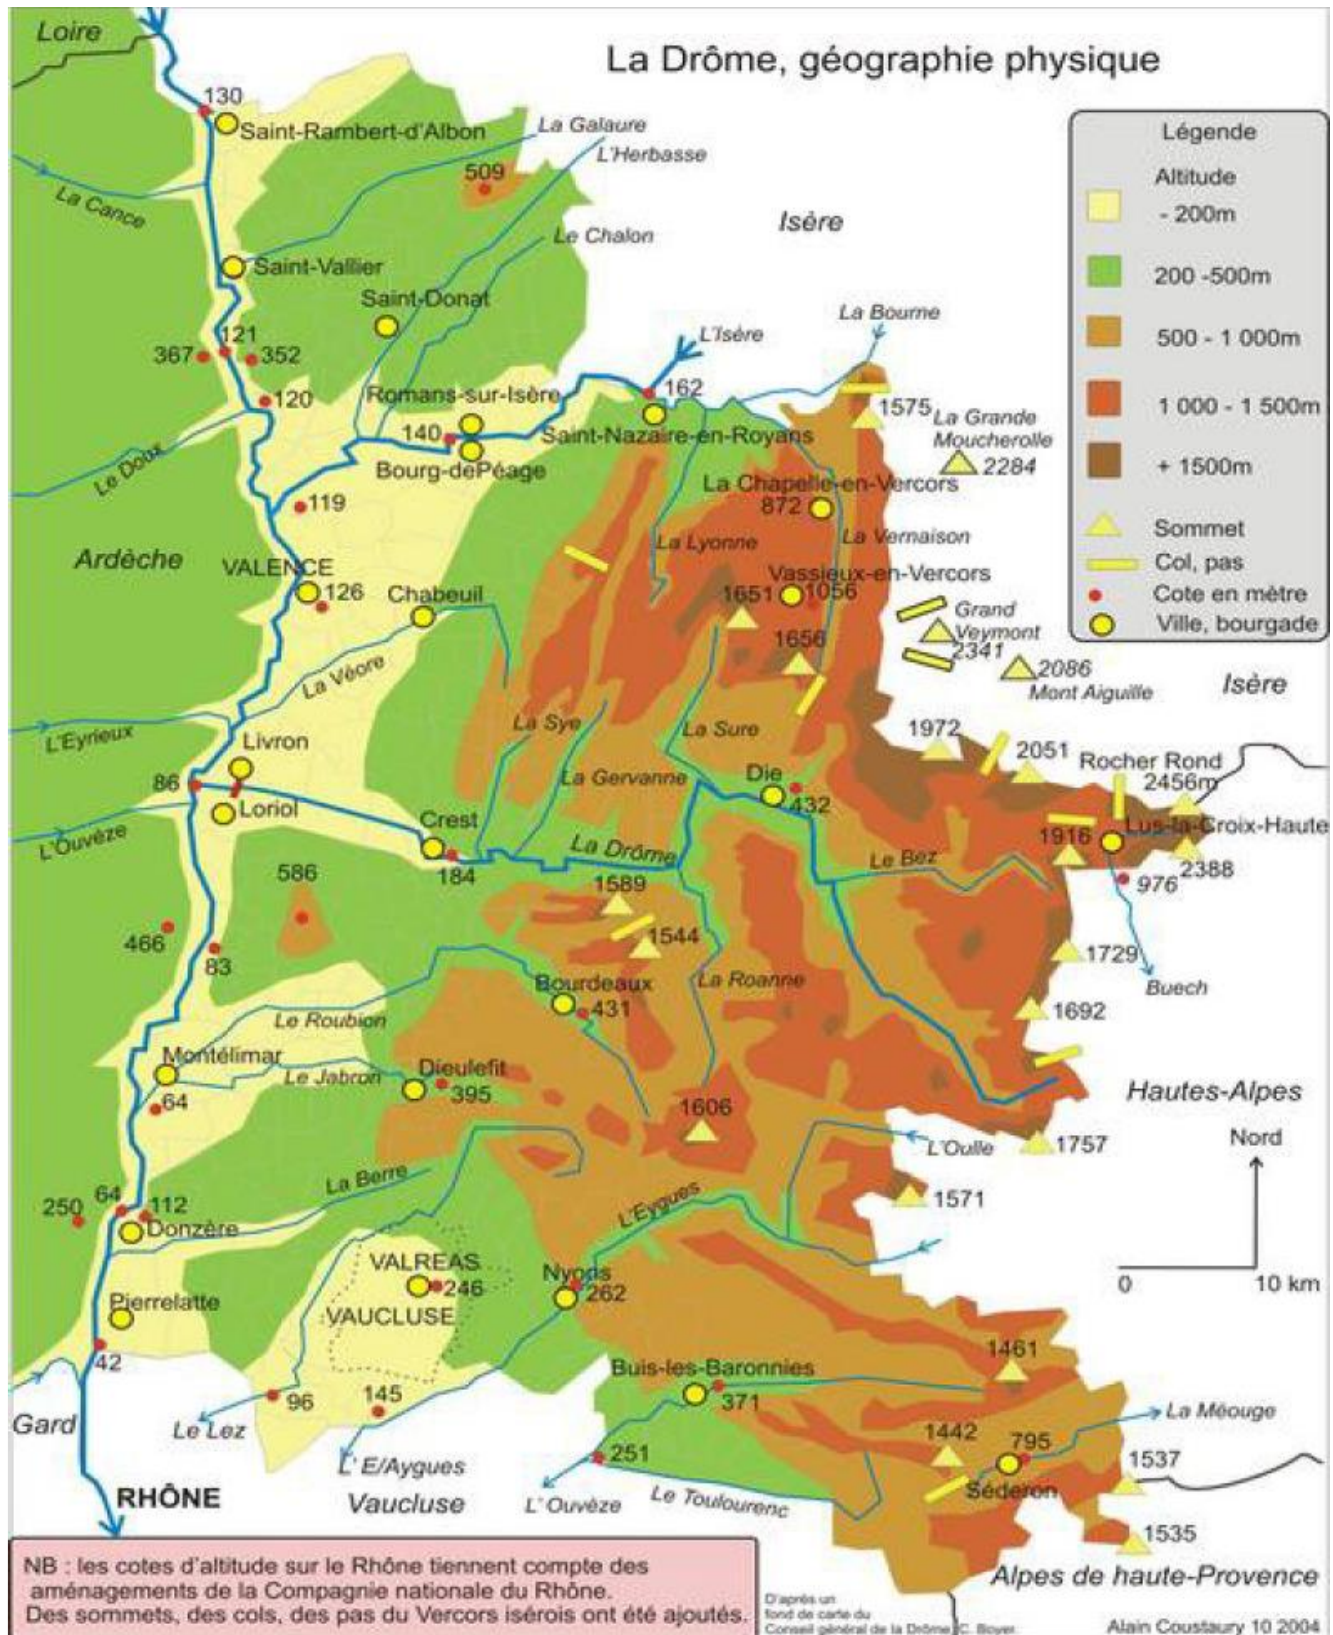 Loire
La Drôme, géographie physique
Légende
Altitude
- 200m
200 -500m
500 - 1 000m
1 000 - 1 500m
+ 1500m
Sommet
Col, pas
Cote en mètre
Ville, bourgade
130
Saint-Rambert-d'Albon
La Galaure
L'Herbasse
509
La Cance
Isère
Le Chalon
Saint-Vallier
Saint-Donat
La Bourne
L'Isère
121
367
352
162
120
Romans-sur-Isère
1575
La Grande
Moucherolle
2284
140
Saint-Nazaire-en-Royans
Bourg-dePéage
Le Doux
La Chapelle-en-Vercors
872
119
La Lyonne
La Vernaison
Ardèche
VALENCE
126
Chabeuil
Vassieux-en-Vercors
1651
1056
Grand
Veymont
2341
1656
2086
Mont Aiguille
Isère
La Véore
L'Eyrieux
Livron
La Sye
La Sure
1972
2051
Rocher Rond
2456m
86
La Gervanne
Die
432
Loriol
L'Ouvèze
Crest
184
La Drôme
Le Bez
1916
Lus-la-Croix-Haute
2388
976
586
1589
466
83
1544
1729
Bourdeaux
431
La Roanne
Buech
Le Roubion
1692
Montélimar
Le Jabron
Dieulefit
395
64
1606
Hautes-Alpes
Nord
L'Oulle
1757
La Berre
250
64
112
Donzère
L'Eygues
1571
VALREAS
246
VAUCLUSE
Nyons
262
0
10 km
Pierrelatte
42
1461
Buis-les-Baronnies
371
Gard
96
145
Le Lez
La Méouge
1442
795
L' E/Aygues
251
1537
Séderon
RHÔNE
Vaucluse
L' Ouvèze
Le Toulourenc
1535
Alpes de haute-Provence
NB : les cotes d'altitude sur le Rhône tiennent compte des
aménagements de la Compagnie nationale du Rhône.
Des sommets, des cols, des pas du Vercors isérois ont été ajoutés.
D'après un
fond de carte du
Conseil général de la Drôme, C. Boyer.
Alain Coustaury 10 2004